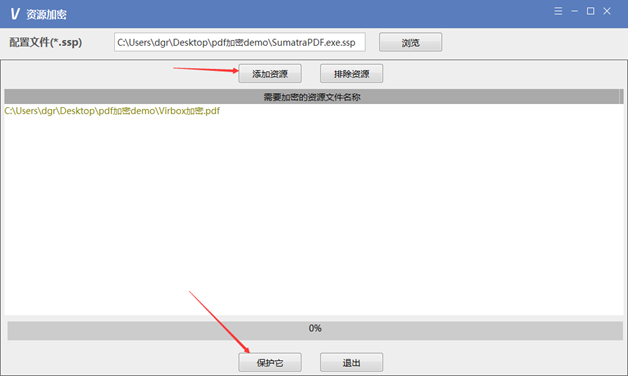 V 资源加密
配置文件(*.ssp) C:\Users\dgr\Desktop\pdf加密demo\SumatraPDF.exe.ssp 浏览
添加资源 排除资源
需要加密的资源文件名称
C:\Users\dgr\Desktop\pdf加密demo\Virbox加密.pdf
0%
保护它 退出